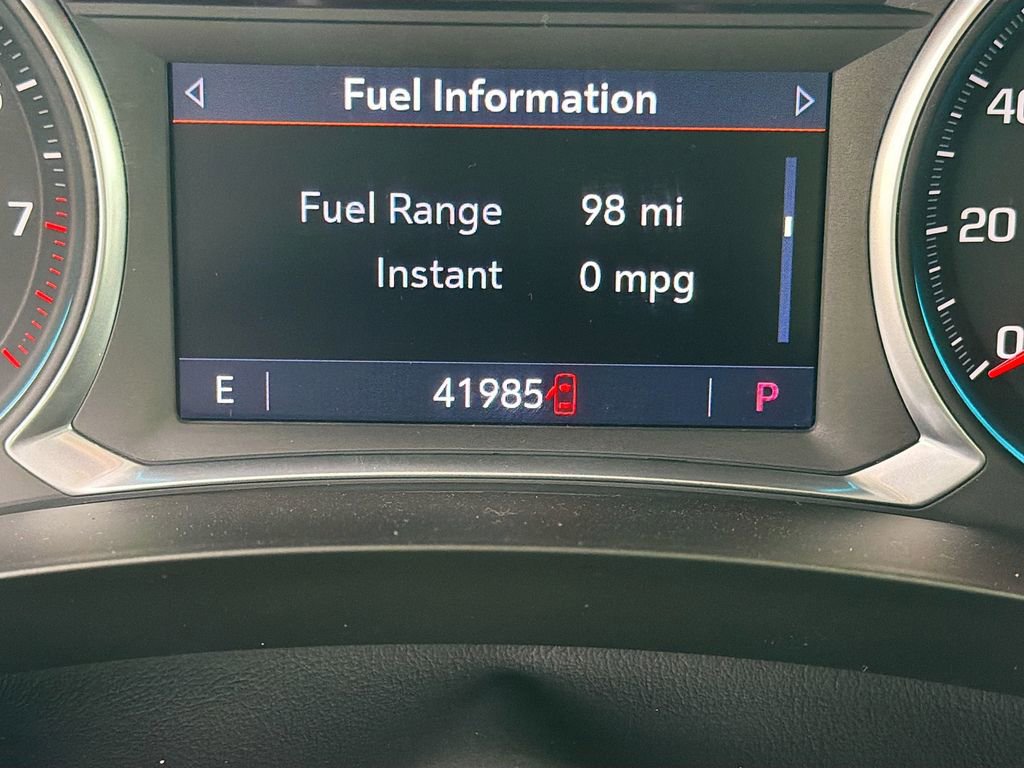 Fuel Information
Fuel Range 98 mi
Instant 0 mpg
E 41985 P
7
40
20
0